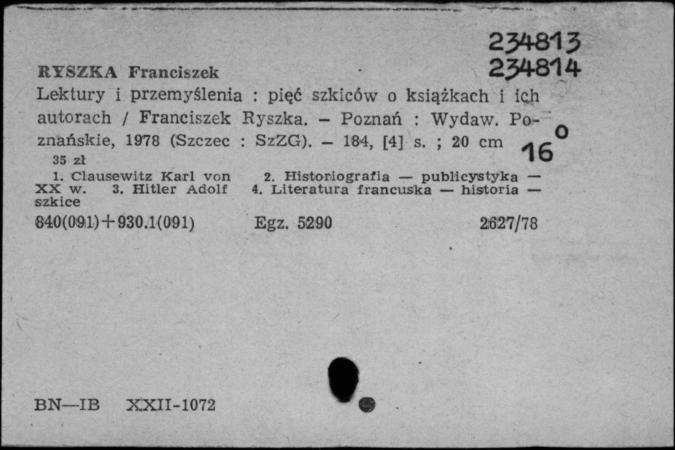 234813
RYSZKA Franciszek 234814
Lektury i przemyślenia : pięć szkiców o książkach i ich
autorach / Franciszek Ryszka. — Poznań : Wydaw. Po-
znańskie, 1978 (Szczec : SzZG). — 184, [4] s. ; 20 cm
35 zł 16°
1. Clausewitz Karl von 2. Historiografia — publicystyka —
XX w. 3. Hitler Adolf 4. Literatura francuska — historia —
szkice
840(091)+930.1(091) Egz. 5290 2627/78
BN—IB XXII-1072